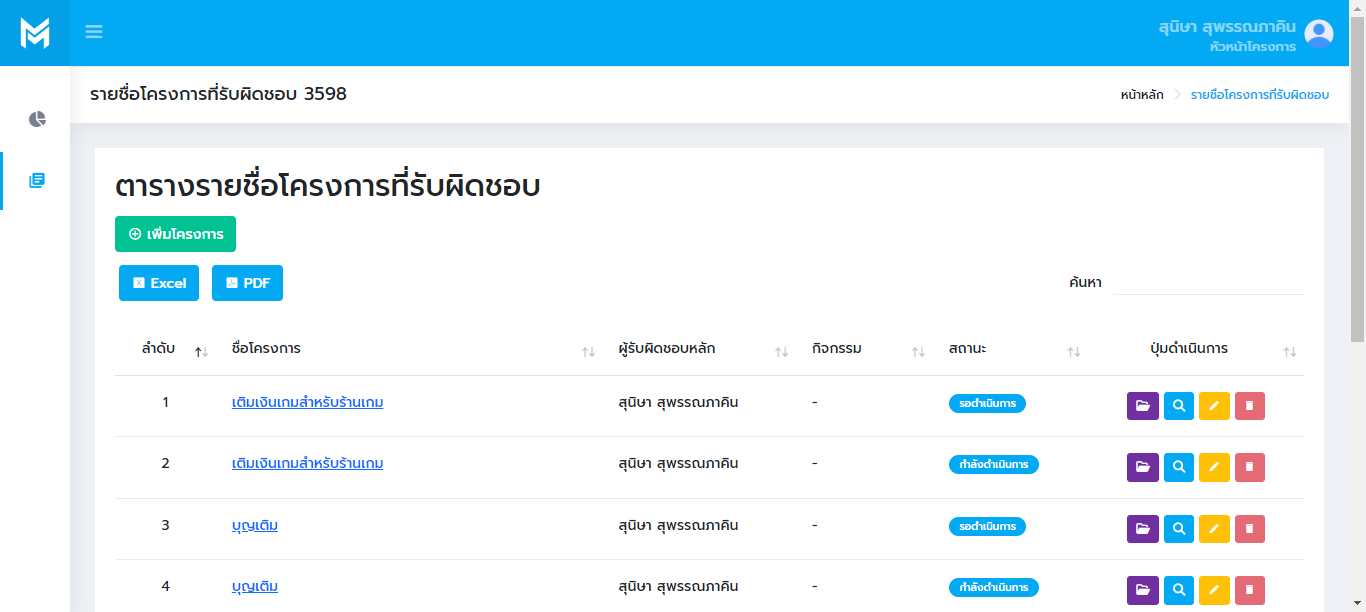 สุนิษา สุพรรณภาคิน
หัวหน้าโครงการ
รายชื่อโครงการที่รับผิดชอบ 3598
หน้าหลัก รายชื่อโครงการที่รับผิดชอบ
ตารางรายชื่อโครงการที่รับผิดชอบ
เพิ่มโครงการ
Excel PDF ค้นหา
ลำดับ ชื่อโครงการ ผู้รับผิดชอบหลัก กิจกรรม สถานะ ปุ่มดำเนินการ
1 เติมเงินเกมสำหรับร้านเกม สุนิษา สุพรรณภาคิน - รอดำเนินการ
2 เติมเงินเกมสำหรับร้านเกม สุนิษา สุพรรณภาคิน - กำลังดำเนินการ
3 บุญเติม สุนิษา สุพรรณภาคิน - รอดำเนินการ
4 บุญเติม สุนิษา สุพรรณภาคิน - กำลังดำเนินการ